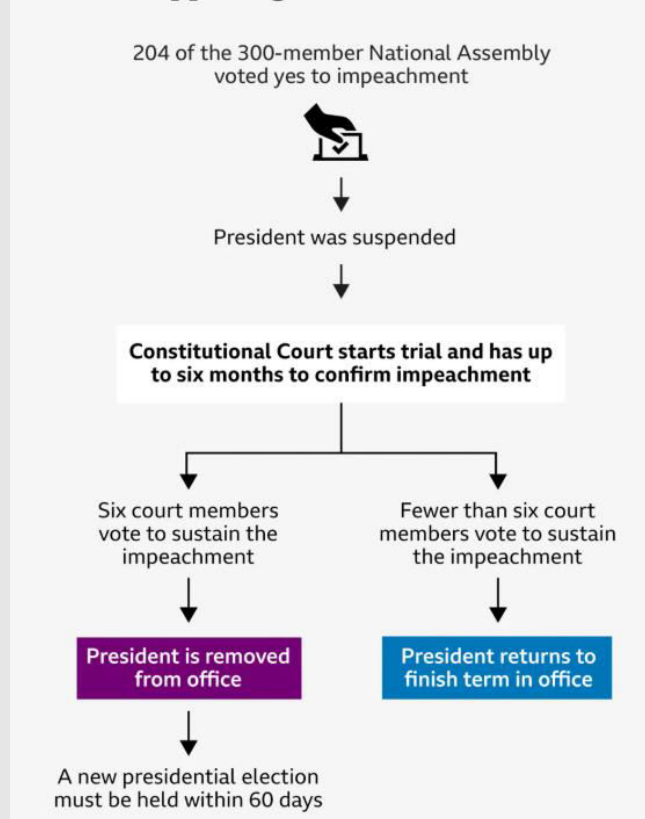 204 of the 300-member National Assembly
voted yes to impeachment
President was suspended
Constitutional Court starts trial and has up
to six months to confirm impeachment
Six court members
vote to sustain the
impeachment
Fewer than six court
members vote to sustain
the impeachment
President is removed
from office
President returns to
finish term in office
A new presidential election
must be held within 60 days